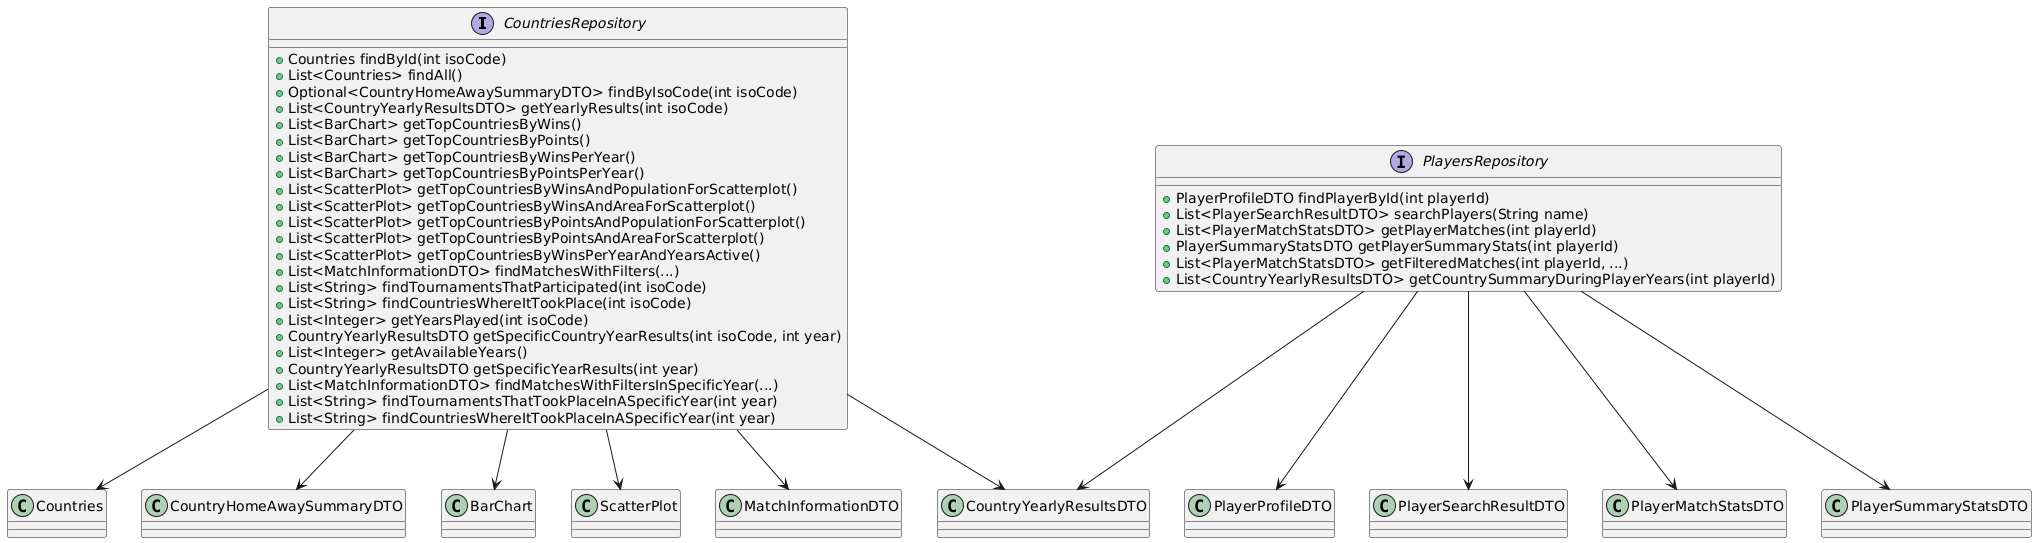 I CountriesRepository
Countries findById(int isoCode)
List<Countries> findAll()
Optional<CountryHomeAwaySummaryDTO> findByIsoCode(int isoCode)
List<CountryYearlyResultsDTO> getYearlyResults(int isoCode)
List<BarChart> getTopCountriesByWins()
List<BarChart> getTopCountriesByPoints()
List<BarChart> getTopCountriesByWinsPerYear()
List<BarChart> getTopCountriesByPointsPerYear()
List<ScatterPlot> getTopCountriesByWinsAndPopulationForScatterplot()
List<ScatterPlot> getTopCountriesByWinsAndAreaForScatterplot()
List<ScatterPlot> getTopCountriesByPointsAndPopulationForScatterplot()
List<ScatterPlot> getTopCountriesByPointsAndAreaForScatterplot()
List<ScatterPlot> getTopCountriesByWinsPerYearAndYearsActive()
List<MatchInformationDTO> findMatchesWithFilters(...)
List<String> findTournamentsThatParticipated(int isoCode)
List<String> findCountriesWhereItTookPlace(int isoCode)
List<Integer> getYearsPlayed(int isoCode)
CountryYearlyResultsDTO getSpecificCountryYearResults(int isoCode, int year)
List<Integer> getAvailableYears()
CountryYearlyResultsDTO getSpecificYearResults(int year)
List<MatchInformationDTO> findMatchesWithFiltersInSpecificYear(...)
List<String> findTournamentsThatTookPlaceInASpecificYear(int year)
List<String> findCountriesWhereItTookPlaceInASpecificYear(int year)
I PlayersRepository
PlayerProfileDTO findPlayerById(int playerId)
List<PlayerSearchResultDTO> searchPlayers(String name)
List<PlayerMatchStatsDTO> getPlayerMatches(int playerId)
PlayerSummaryStatsDTO getPlayerSummaryStats(int playerId)
List<PlayerMatchStatsDTO> getFilteredMatches(int playerId, ...)
List<CountryYearlyResultsDTO> getCountrySummaryDuringPlayerYears(int playerId)
C Countries
C CountryHomeAwaySummaryDTO
C BarChart
C ScatterPlot
C MatchInformationDTO
C CountryYearlyResultsDTO
C PlayerProfileDTO
C PlayerSearchResultDTO
C PlayerMatchStatsDTO
C PlayerSummaryStatsDTO